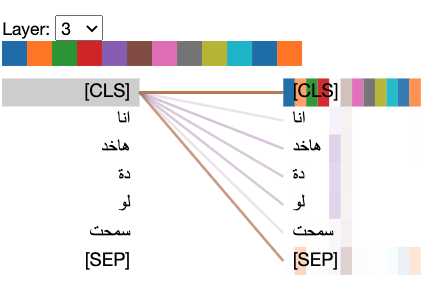 Layer: 3
[CLS] [CLS]
انا انا
هاخد هاخد
دة دة
لو لو
سمحت سمحت
[SEP] [SEP]